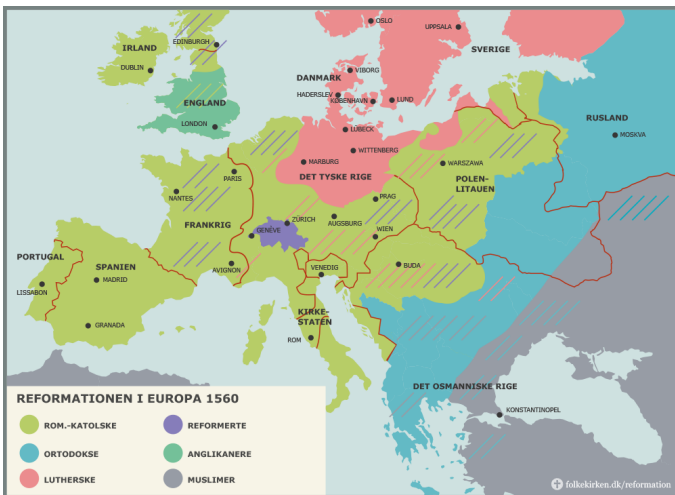 OSLO
UPPSALA
IRLAND
EDINBURGH
SVERIGE
DUBLIN
DANMARK
VIBORG
HADERSLEV
KØBENHAVN
LUND
ENGLAND
RUSLAND
LONDON
LÜBECK
MOSKVA
WITTENBERG
MARBURG
WARSZAWA
DET TYSKE RIGE
PARIS
POLEN-
LITAUEN
NANTES
PRAG
ZÜRICH
AUGSBURG
FRANKRIG
GENÉVE
WIEN
PORTUGAL
SPANIEN
AVIGNON
VENEDIG
BUDA
MADRID
LISSABON
KIRKE-
STATEN
GRANADA
ROM
DET OSMANNISKE RIGE
KONSTANTINOPEL
REFORMATIONEN I EUROPA 1560
ROM.-KATOLSKE
REFORMERTE
ORTODOKSE
ANGLIKANERE
LUTHERSKE
MUSLIMER
folkekirken.dk/reformation